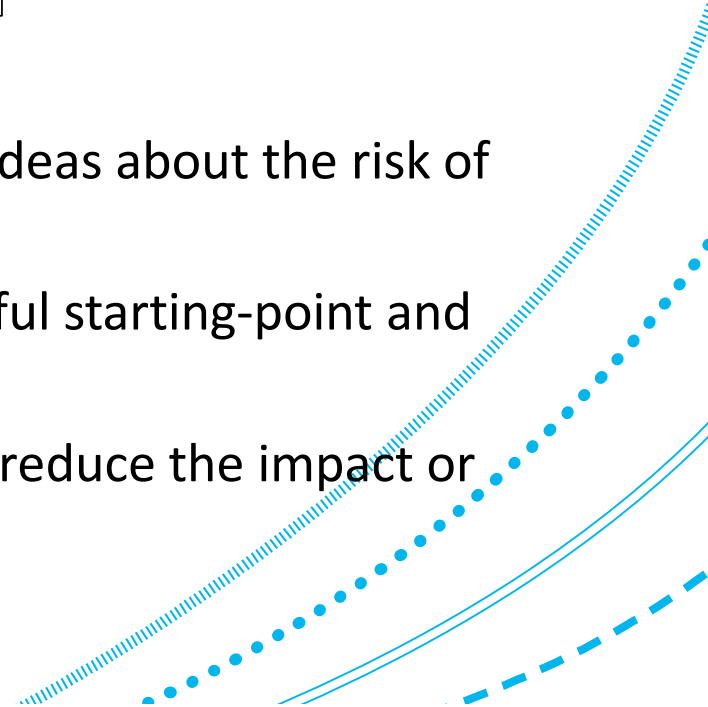 deas about the risk of
ful starting-point and
reduce the impact or